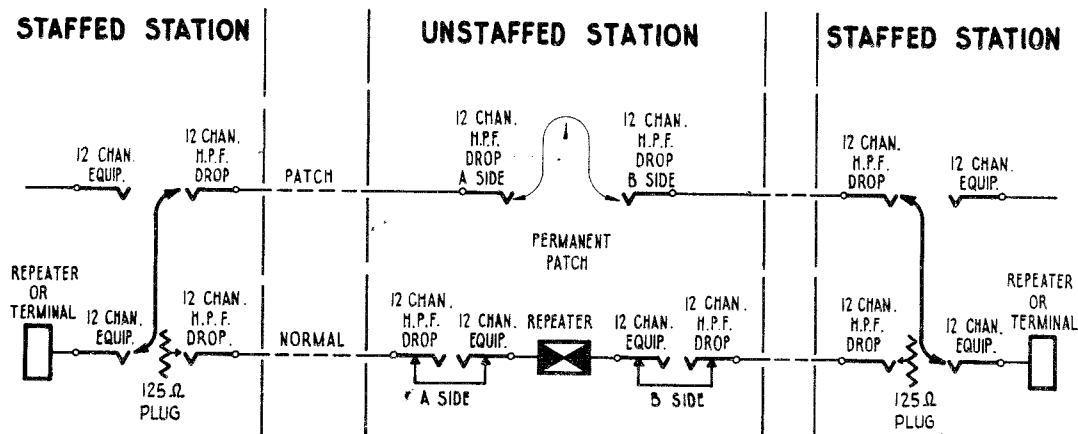 STAFFED STATION
UNSTAFFED STATION
STAFFED STATION
12 CHAN.
EQUIP.
12 CHAN.
H.P.F.
DROP
PATCH
12 CHAN.
H.P.F.
DROP
A SIDE
12 CHAN.
H.P.F.
DROP
B SIDE
12 CHAN.
H.P.F.
DROP
12 CHAN.
EQUIP.
PERMANENT
PATCH
REPEATER
OR
TERMINAL
12 CHAN.
EQUIP.
12 CHAN.
H.P.F.
DROP
125Ω
PLUG
NORMAL
12 CHAN.
H.P.F.
DROP
12 CHAN.
EQUIP.
A SIDE
REPEATER
12 CHAN.
EQUIP.
12 CHAN.
H.P.F.
DROP
B SIDE
12 CHAN.
H.P.F.
DROP
125Ω
PLUG
12 CHAN.
EQUIP.
REPEATER
OR
TERMINAL